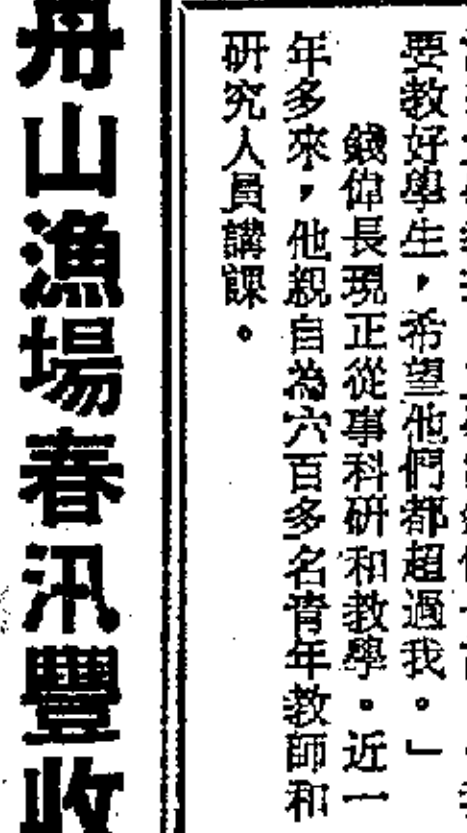 要教好學生，希望他們都超過我。」
錢偉長現正從事科研和教學。近一
年多來，他親自為六百多名青年教師和
研究人員講課。
舟山漁場春汛豐收